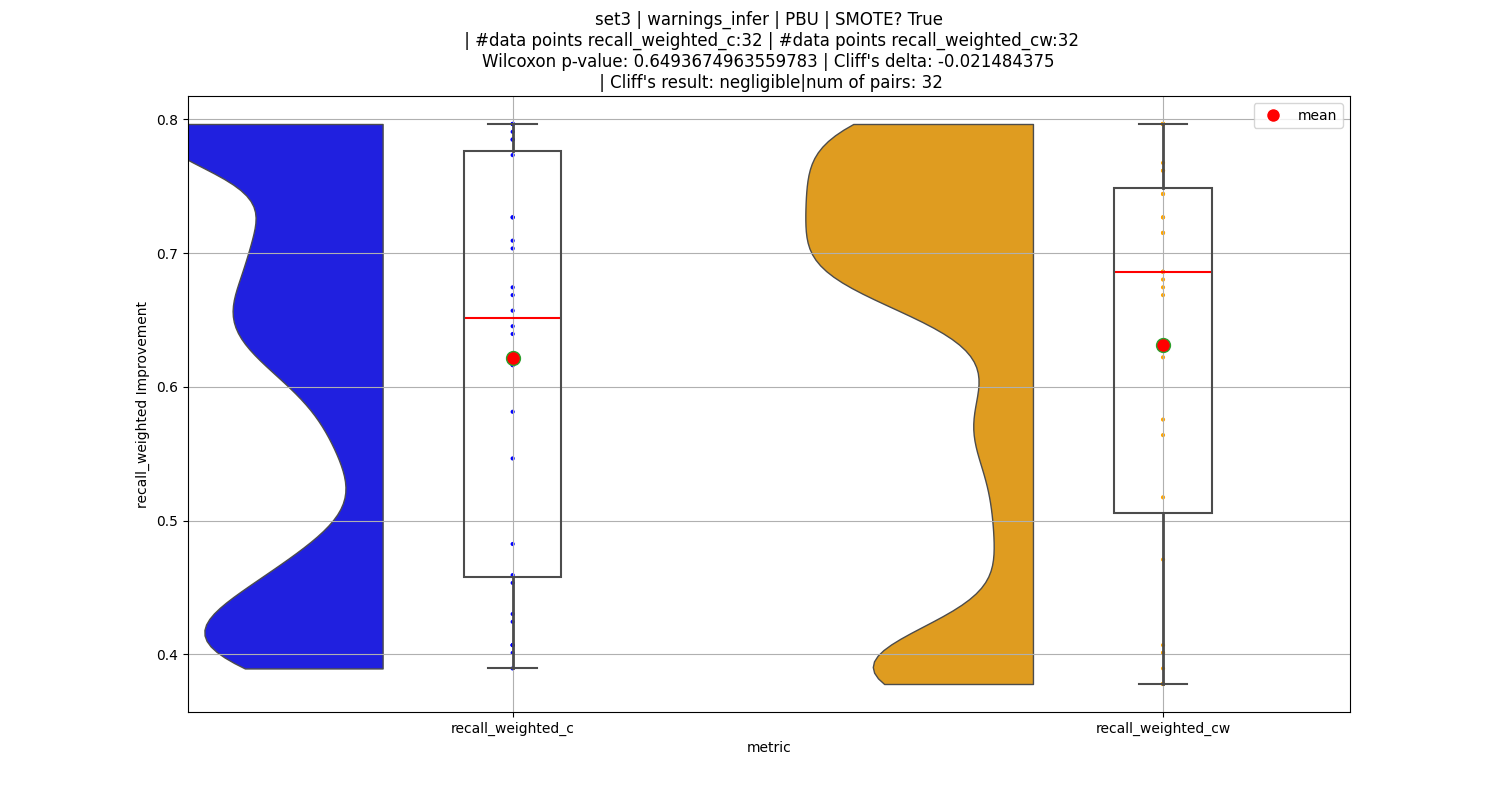 set3 | warnings_infer | PBU | SMOTE? True
| #data points recall_weighted_c:32 | #data points recall_weighted_cw:32
Wilcoxon p-value: 0.6493674963559783 | Cliff's delta: -0.021484375
| Cliff's result: negligible|num of pairs: 32
mean
0.8
0.7
0.6
0.5
0.4
recall_weighted Improvement
recall_weighted_c
recall_weighted_cw
metric